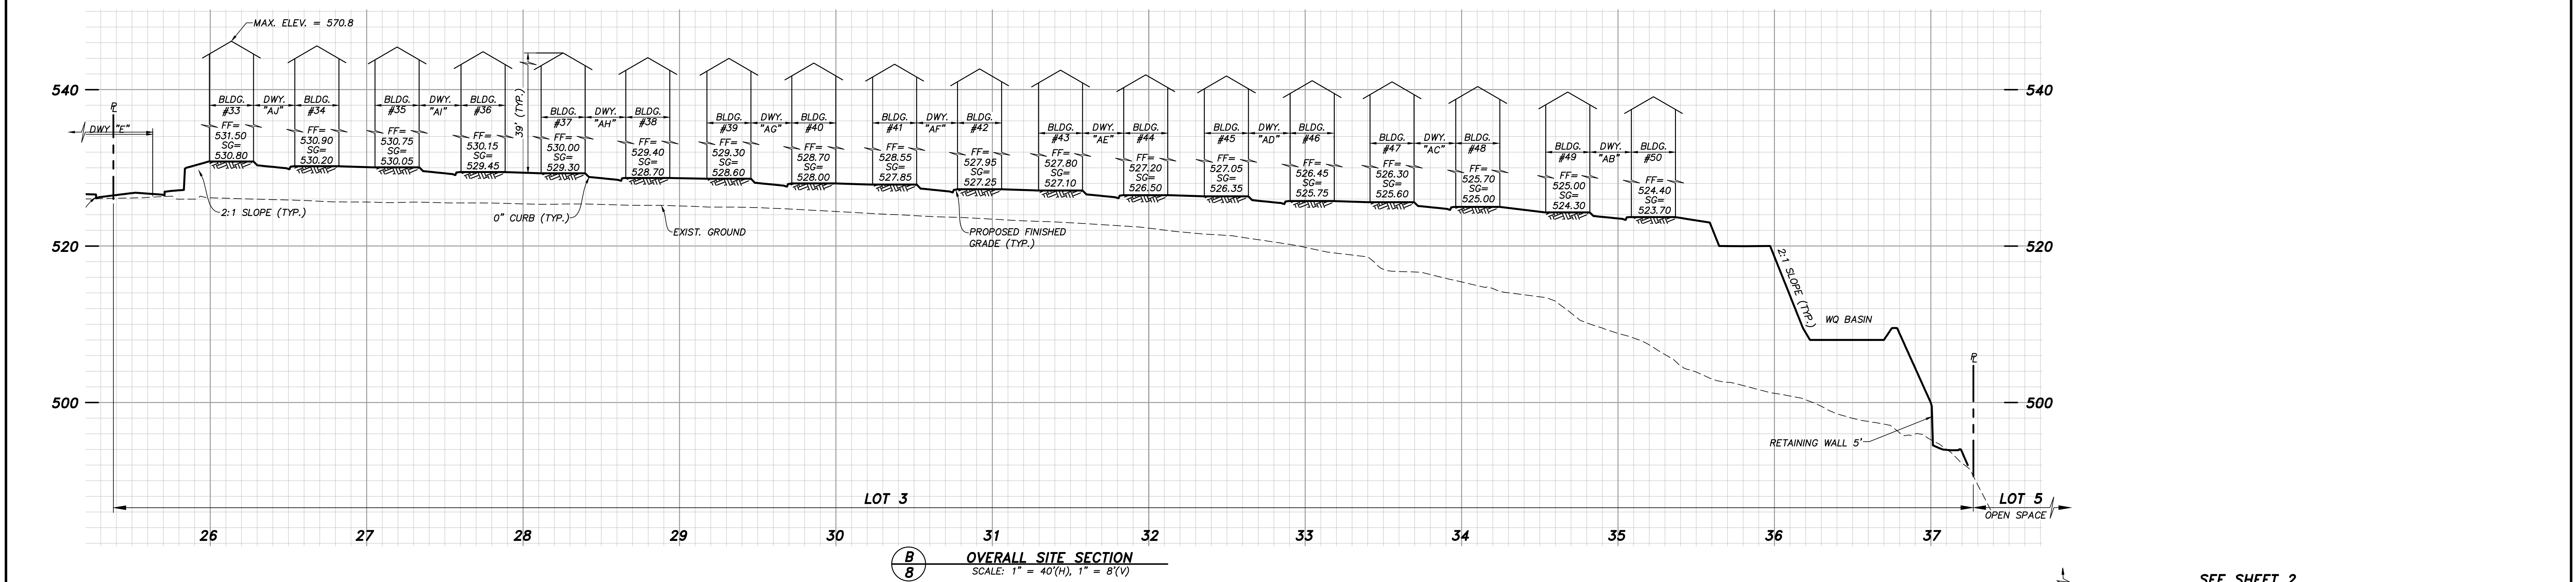 MAX. ELEV. = 570.8
540
540
520
520
500
500
℄
DWY "E"
BLDG. #33
FF=
531.50
SG=
530.80
DWY. "AJ"
BLDG. #34
FF=
530.90
SG=
530.20
BLDG. #35
FF=
530.75
SG=
530.05
DWY. "AI"
BLDG. #36
FF=
530.15
SG=
529.45
39' (TYP.)
BLDG. #37
FF=
530.00
SG=
529.30
DWY. "AH"
BLDG. #38
FF=
529.40
SG=
528.70
BLDG. #39
FF=
529.30
SG=
528.60
DWY. "AG"
BLDG. #40
FF=
528.70
SG=
528.00
BLDG. #41
FF=
528.55
SG=
527.85
DWY. "AF"
BLDG. #42
FF=
527.95
SG=
527.25
BLDG. #43
FF=
527.80
SG=
527.10
DWY. "AE"
BLDG. #44
FF=
527.20
SG=
526.50
BLDG. #45
FF=
527.05
SG=
526.35
DWY. "AD"
BLDG. #46
FF=
526.45
SG=
525.75
BLDG. #47
FF=
526.30
SG=
525.60
DWY. "AC"
BLDG. #48
FF=
525.70
SG=
525.00
BLDG. #49
FF=
525.00
SG=
524.30
DWY. "AB"
BLDG. #50
FF=
524.40
SG=
523.70
2:1 SLOPE (TYP.)
0" CURB (TYP.)
EXIST. GROUND
PROPOSED FINISHED
GRADE (TYP.)
2:1 SLOPE (TYP.)
WQ BASIN
RETAINING WALL 5'
LOT 3
LOT 5
OPEN SPACE
26 27 28 29 30 31 32 33 34 35 36 37
B
8
OVERALL SITE SECTION
SCALE: 1" = 40'(H), 1" = 8'(V)
SEE SHEET 2